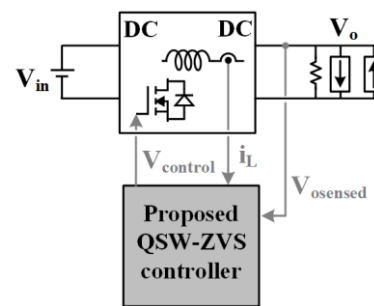 DC
DC
V_o
V_in
V_control
i_L
V_osensed
Proposed
QSW-ZVS
controller